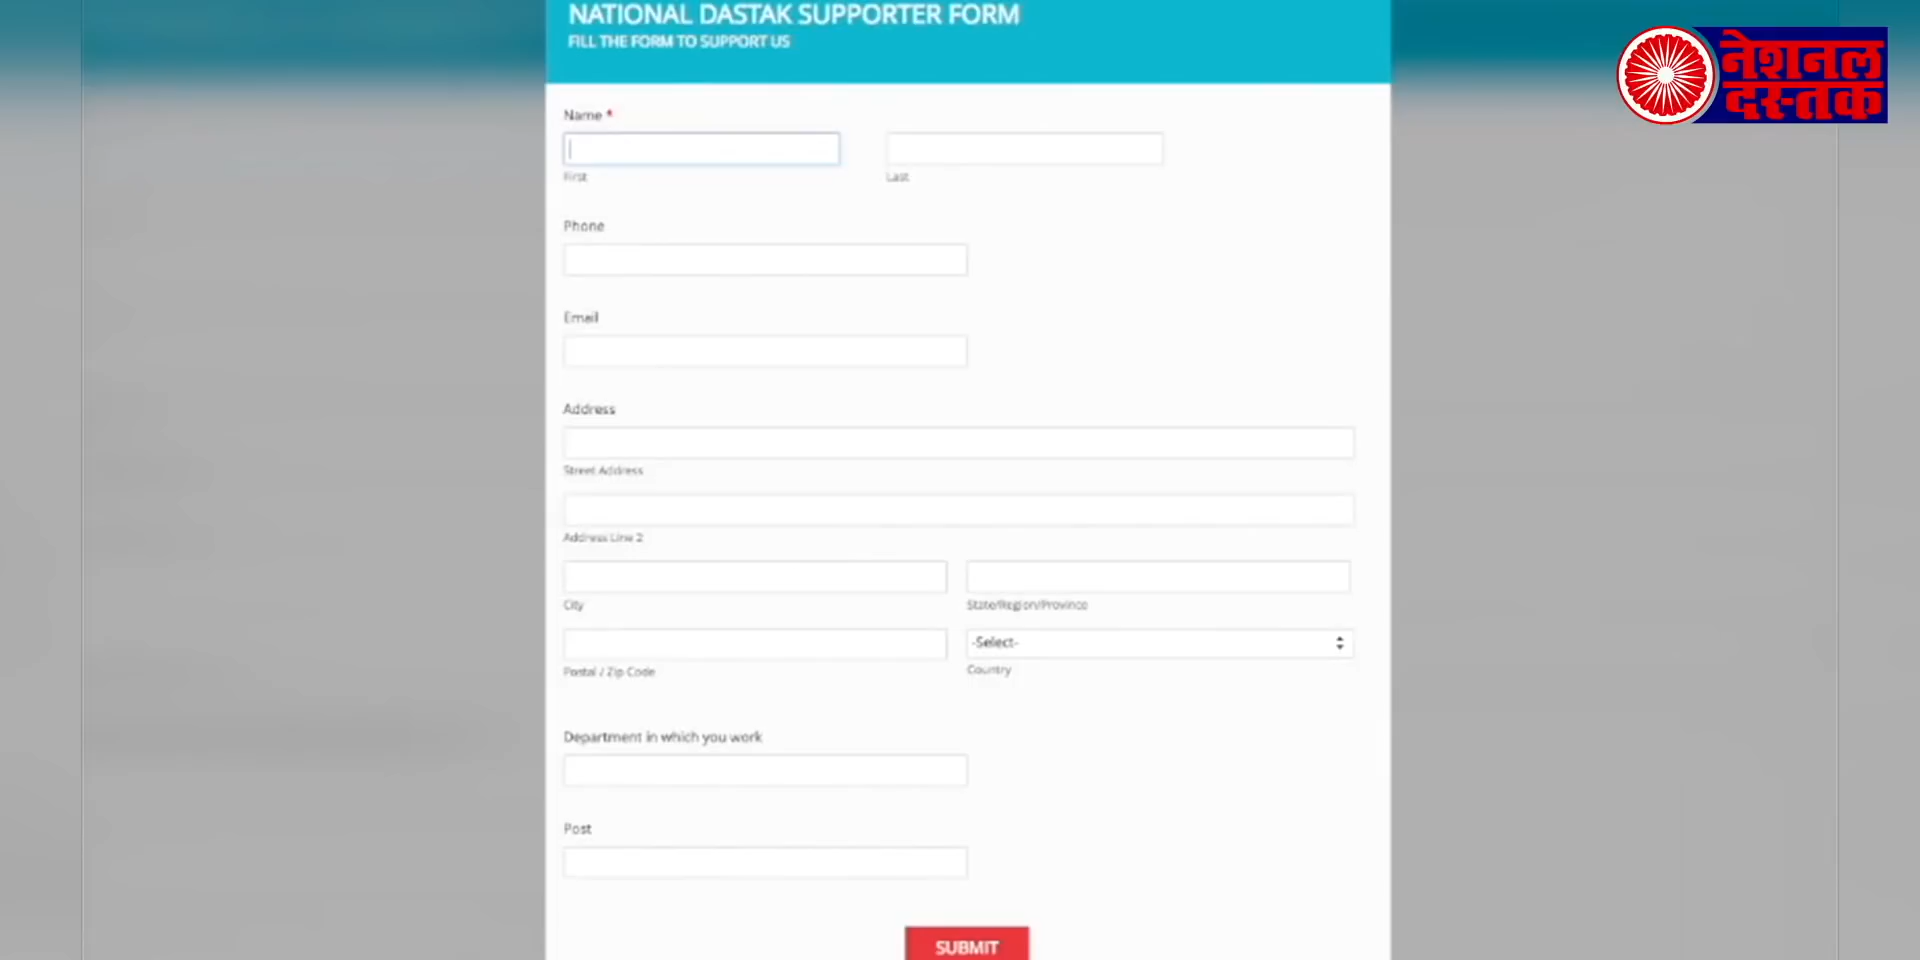 NATIONAL DASTAK SUPPORTER FORM
FILL THE FORM TO SUPPORT US
नेशनल
दस्तक
Name *
First
Last
Phone
Email
Address
Street Address
Address Line 2
City
State/Region/Province
-Select-
Postal / Zip Code
Country
Department in which you work
Post
SUBMIT